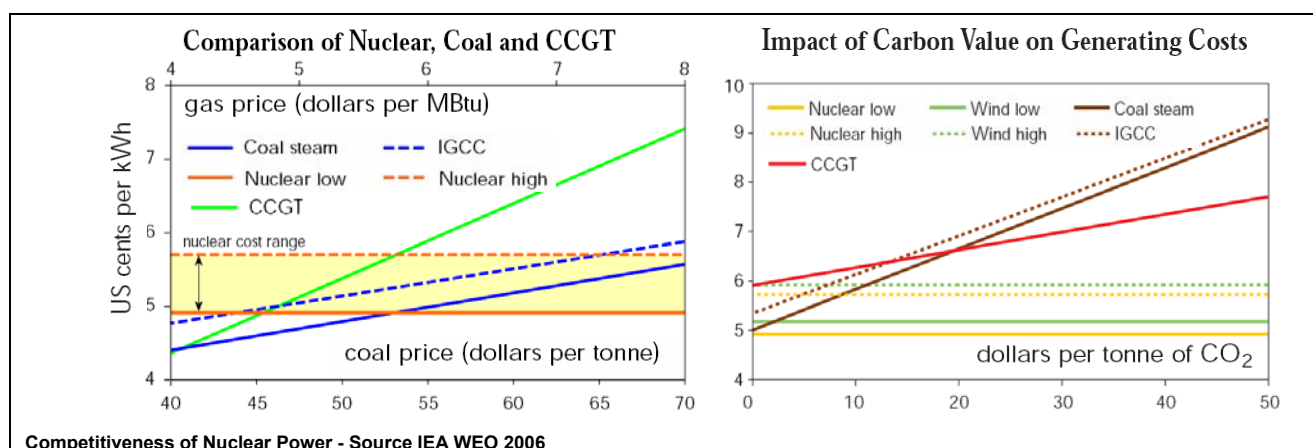 Comparison of Nuclear, Coal and CCGT
4 5 6 7 8
8
gas price (dollars per MBtu)
Coal steam IGCC
7
Nuclear low Nuclear high
CCGT
US cents per kWh
nuclear cost range
6
5
coal price (dollars per tonne)
4
40 45 50 55 60 65 70
Impact of Carbon Value on Generating Costs
10
Nuclear low Wind low Coal steam
Nuclear high Wind high IGCC
9
CCGT
8
7
6
5
dollars per tonne of CO₂
4
0 10 20 30 40 50
Competitiveness of Nuclear Power - Source IEA WEO 2006